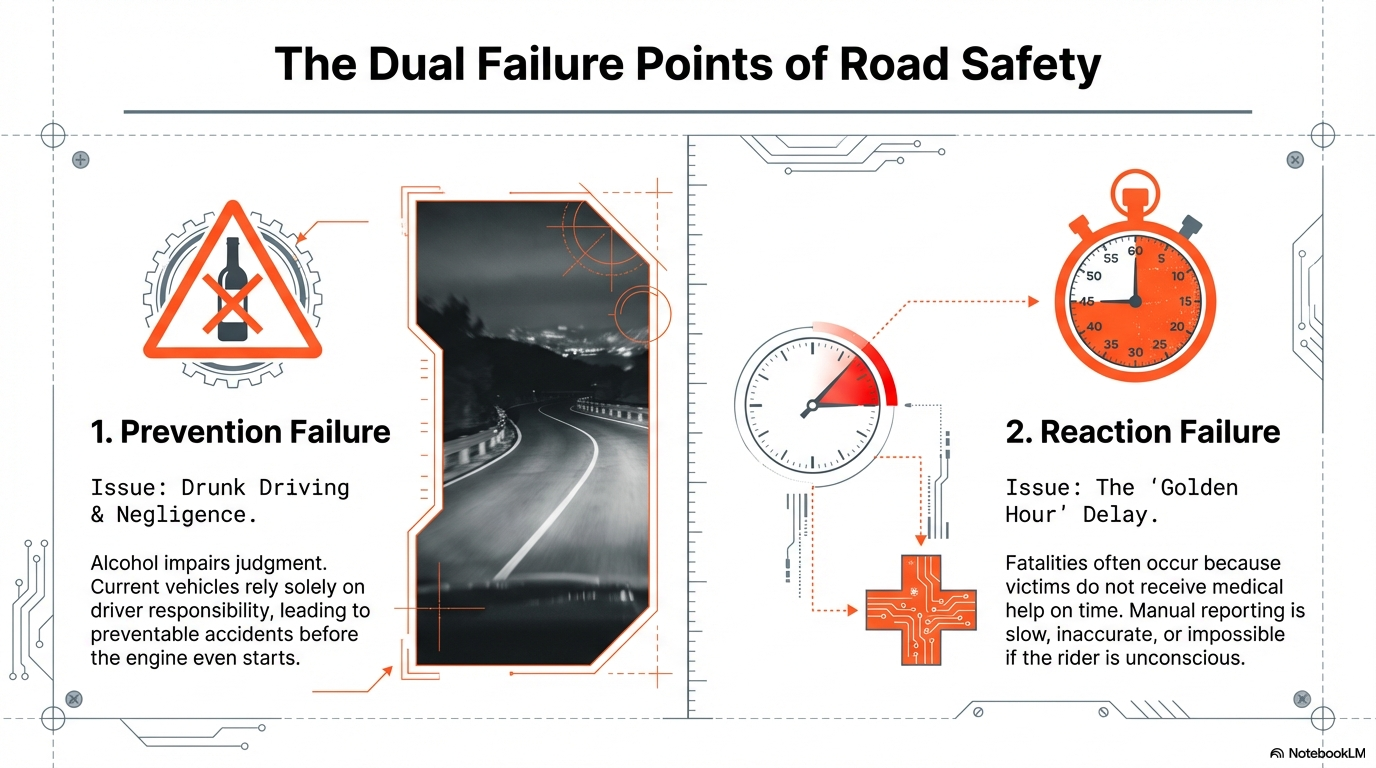 The Dual Failure Points of Road Safety
1. Prevention Failure
Issue: Drunk Driving
& Negligence.
Alcohol impairs judgment.
Current vehicles rely solely on
driver responsibility, leading to
preventable accidents before
the engine even starts.
60
5
10
15
20
25
30
35
40
45
50
55
2. Reaction Failure
Issue: The ‘Golden
Hour’ Delay.
Fatalities often occur because
victims do not receive medical
help on time. Manual reporting is
slow, inaccurate, or impossible
if the rider is unconscious.
NotebookLM